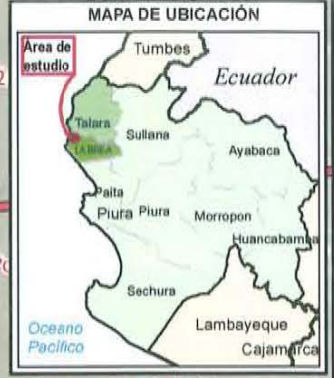 MAPA DE UBICACIÓN
Área de
estudio
Tumbes
Ecuador
Talara
Sullana
LA BREA
Ayabaca
Paita
Piura
Piura
Morropon
Huancabamba
Sechura
Lambayeque
Oceano
Pacífico
Cajamarca